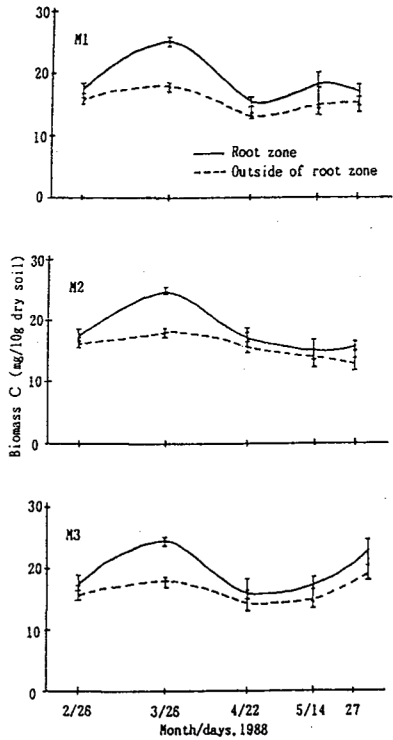 30
M1
20
10
0
Root zone
Outside of root zone
30
M2
20
10
0
Biomass C (mg/10g dry soil)
30
M3
20
10
0
2/26 3/26 4/22 5/14 27
Month/days, 1988